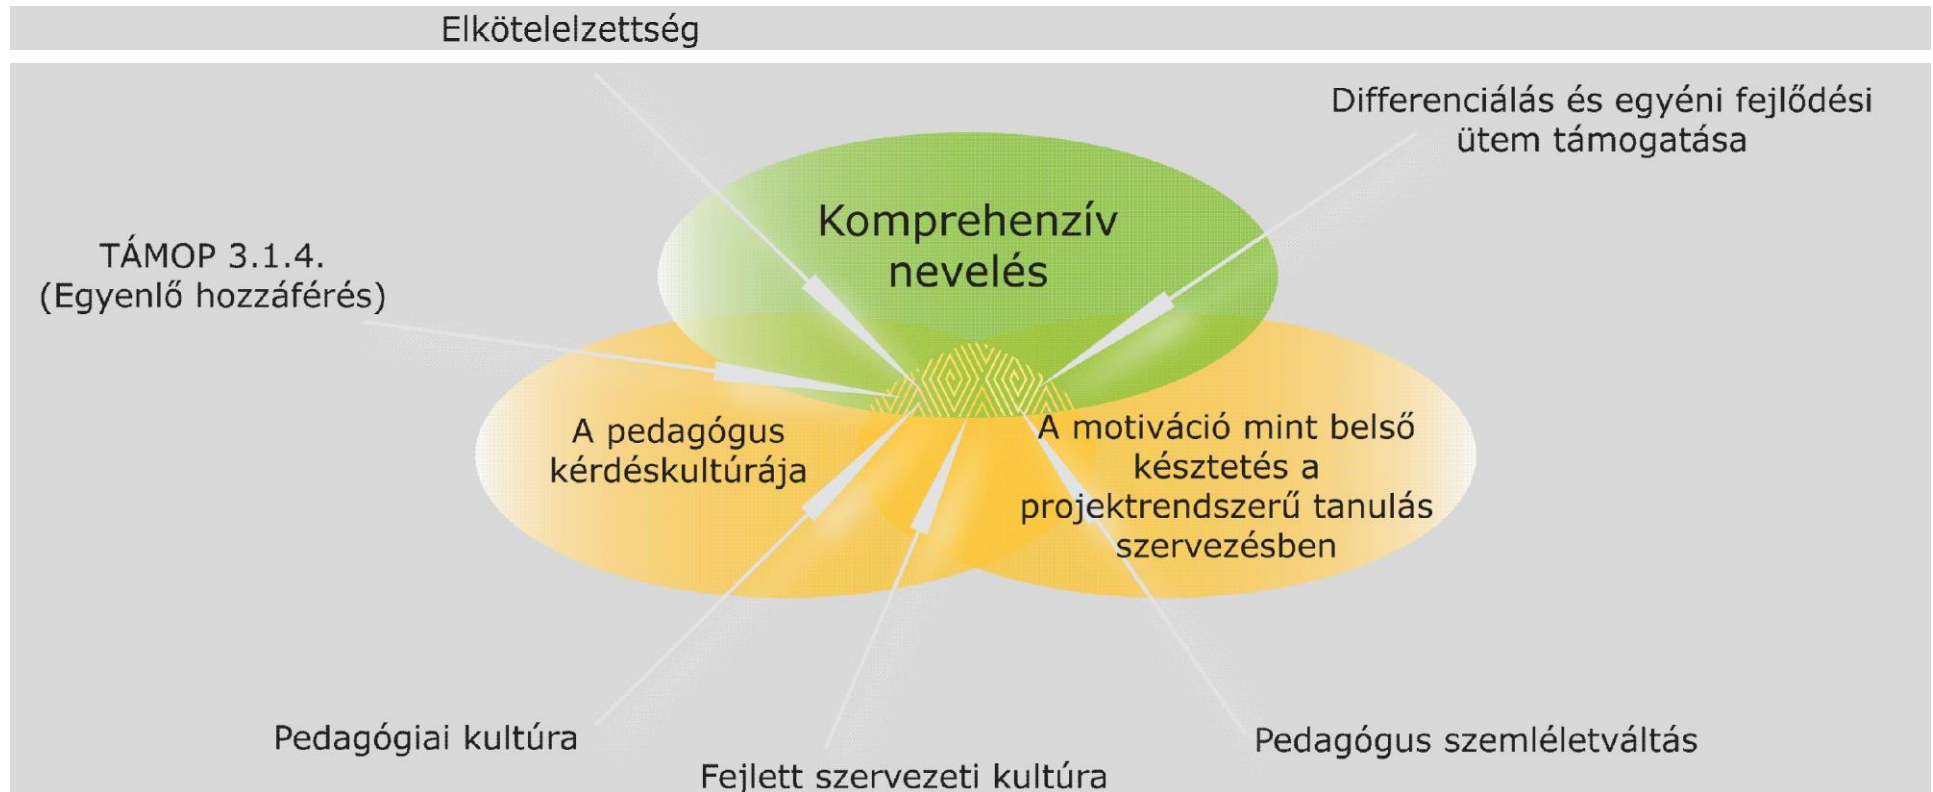 Elkötelelzettség
Differenciálás és egyéni fejlődési
ütem támogatása
Komprehenzív
nevelés
TÁMOP 3.1.4.
(Egyenlő hozzáférés)
A pedagógus
kérdéskultúrája
A motiváció mint belső
késztetés a
projektrendszerű tanulás
szervezésben
Pedagógiai kultúra
Fejlett szervezeti kultúra
Pedagógus szemléletváltás